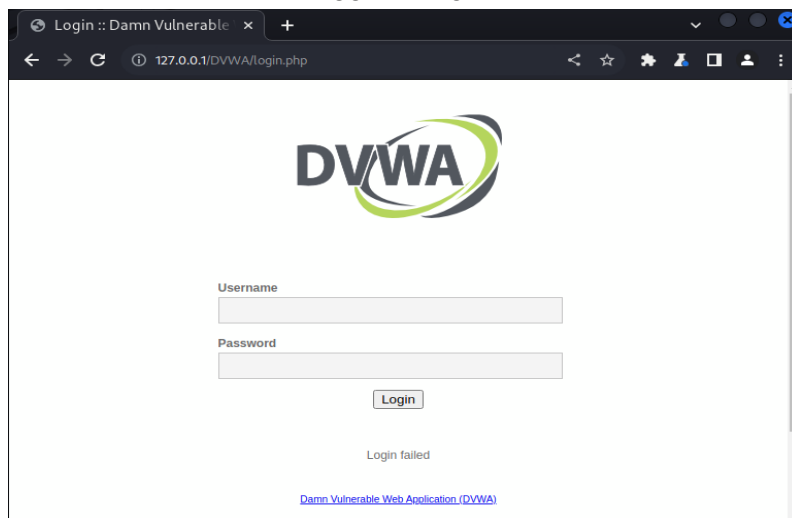 Login :: Damn Vulnerable
127.0.0.1/DVWA/login.php
DVWA
Username
Password
Login
Login failed
Damn Vulnerable Web Application (DVWA)